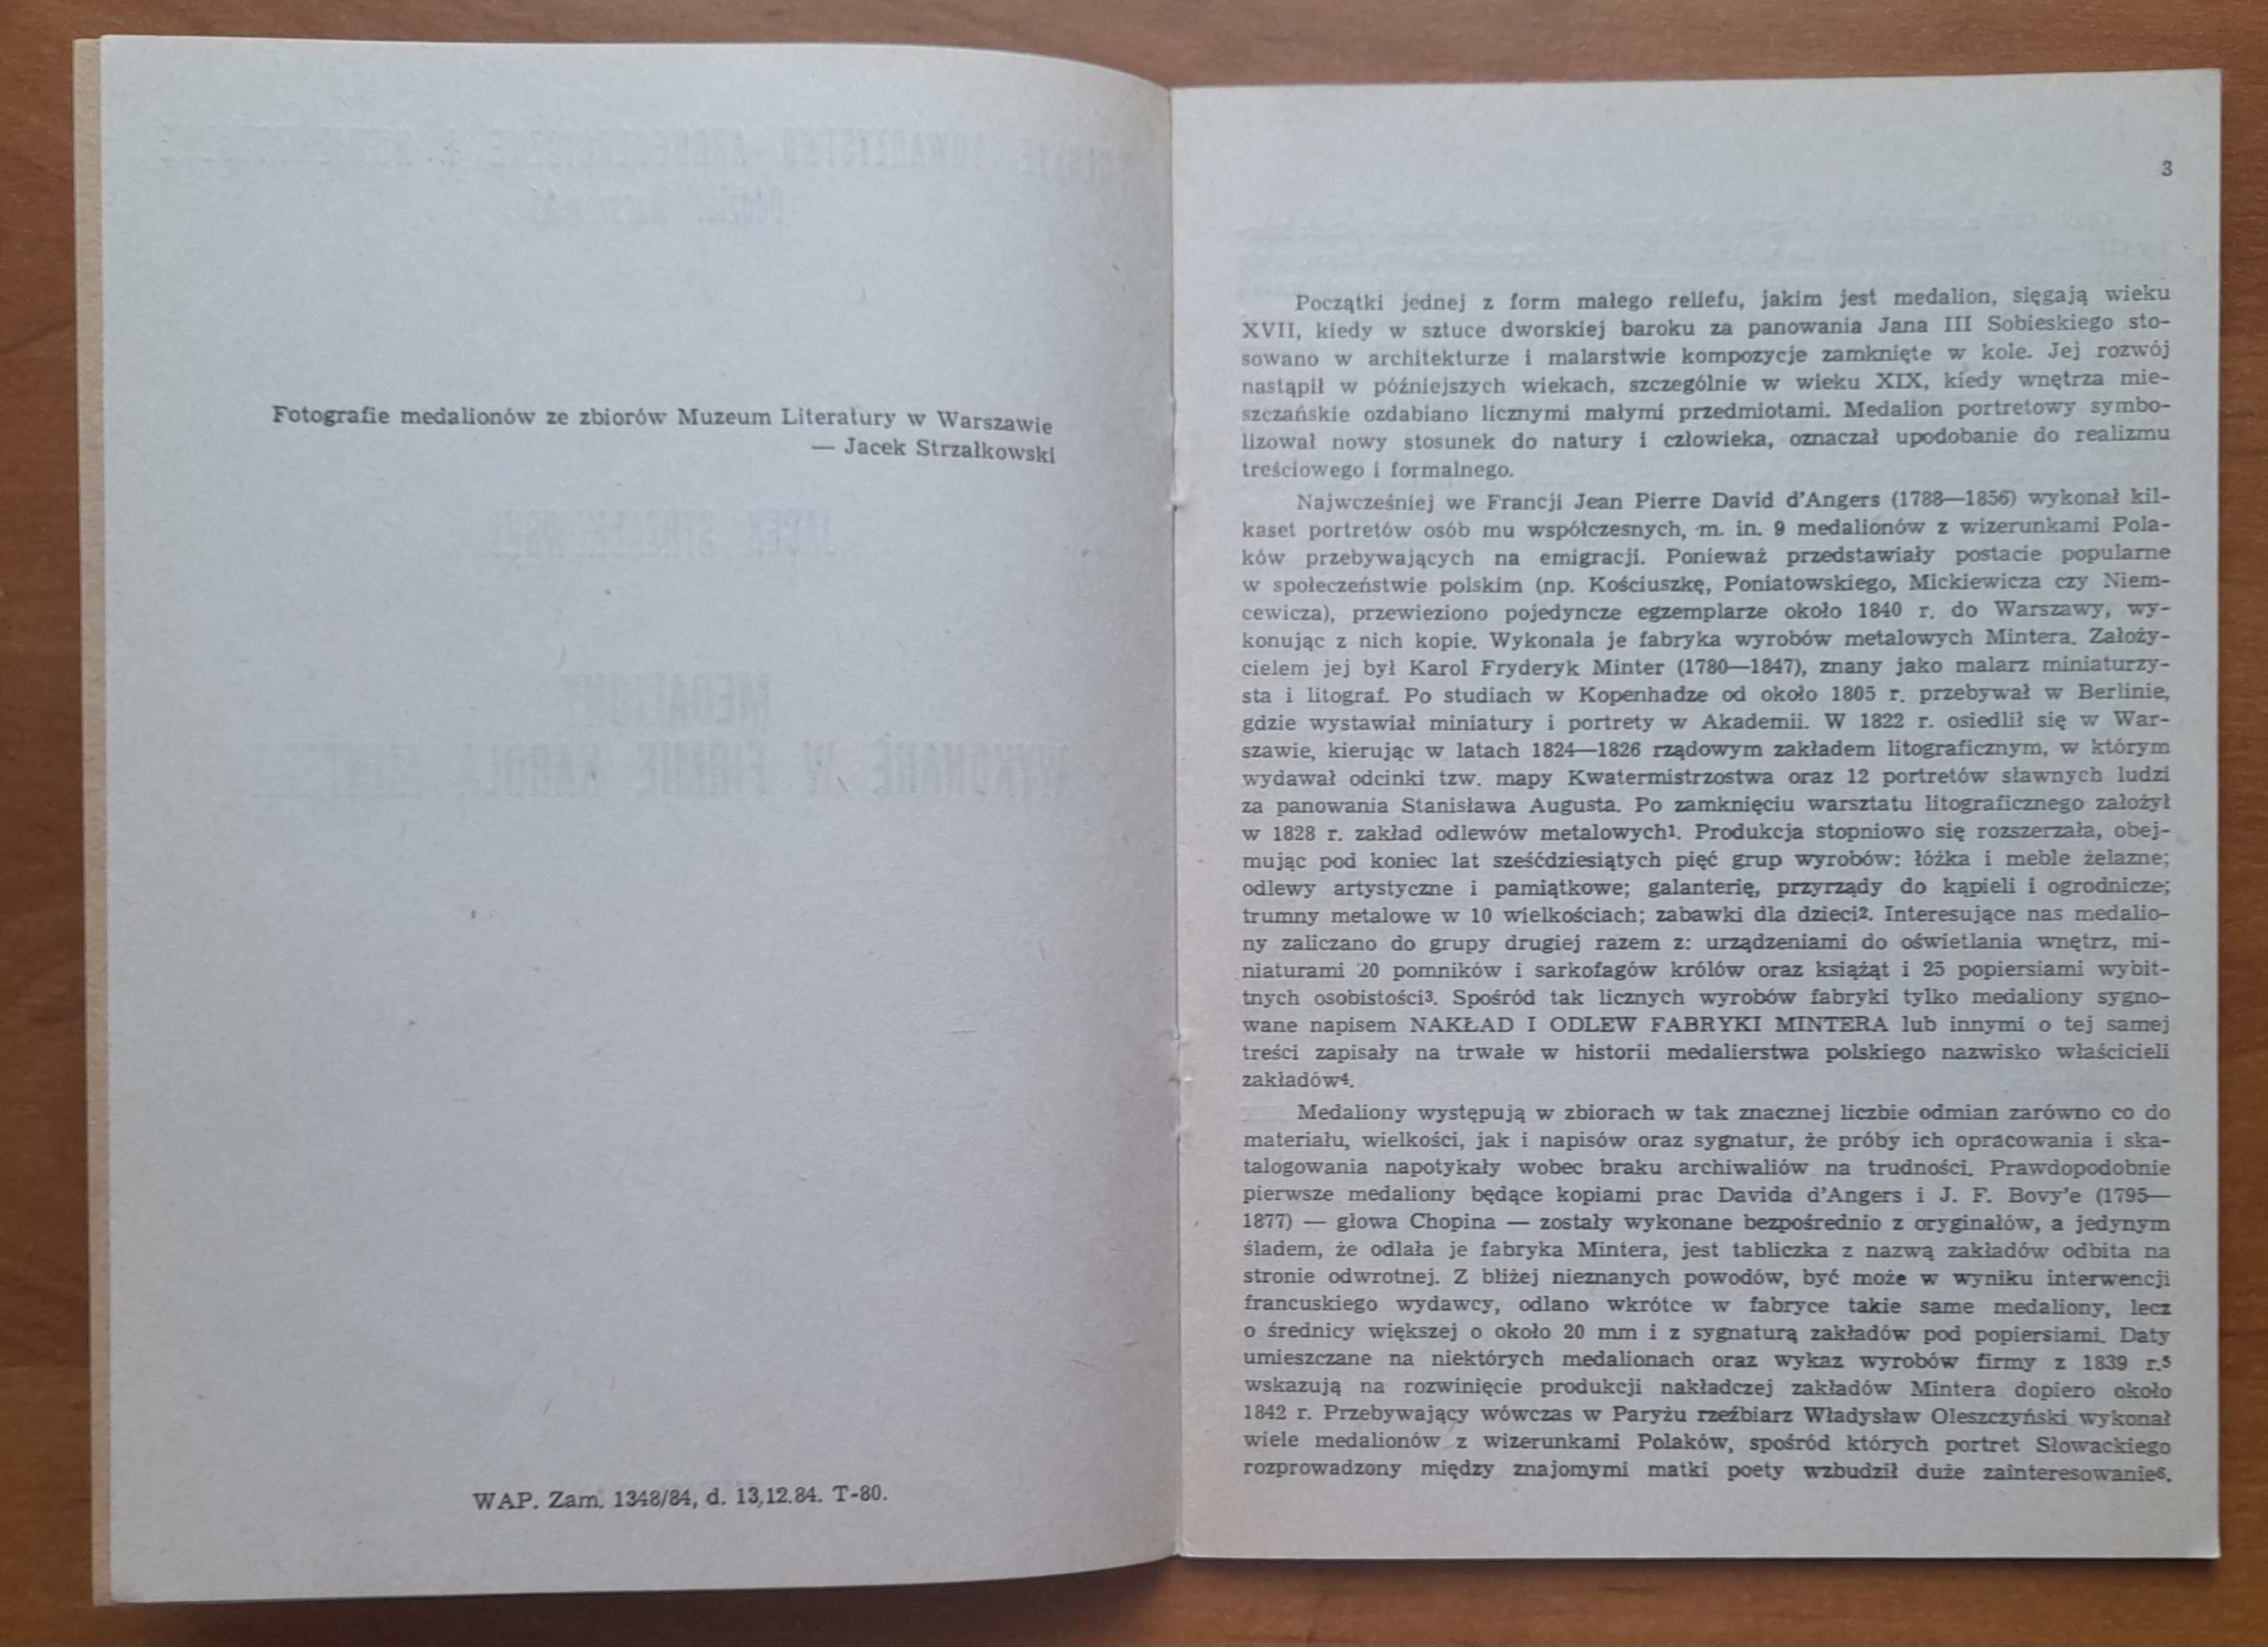 Fotografie medalionów ze zbiorów Muzeum Literatury w Warszawie
— Jacek Strzałkowski
WAP. Zam. 1348/84, d. 13,12.84. T-80.
3
Początki jednej z form małego reliefu, jakim jest medalion, sięgają wieku
XVII, kiedy w sztuce dworskiej baroku za panowania Jana III Sobieskiego sto-
sowano w architekturze i malarstwie kompozycje zamknięte w kole. Jej rozwój
nastąpił w późniejszych wiekach, szczególnie w wieku XIX, kiedy wnętrza mie-
szczańskie ozdabiano licznymi małymi przedmiotami. Medalion portretowy symbo-
lizował nowy stosunek do natury i człowieka, oznaczał upodobanie do realizmu
treściowego i formalnego.
Najwcześniej we Francji Jean Pierre David d'Angers (1788—1856) wykonał kil-
kaset portretów osób mu współczesnych, m. in. 9 medalionów z wizerunkami Pola-
ków przebywających na emigracji. Ponieważ przedstawiały postacie popularne
w społeczeństwie polskim (np. Kościuszkę, Poniatowskiego, Mickiewicza czy Niem-
cewicza), przewieziono pojedyncze egzemplarze około 1840 r. do Warszawy, wy-
konując z nich kopie. Wykonała je fabryka wyrobów metalowych Mintera. Założy-
cielem jej był Karol Fryderyk Minter (1780—1847), znany jako malarz miniaturzy-
sta i litograf. Po studiach w Kopenhadze od około 1805 r. przebywał w Berlinie,
gdzie wystawiał miniatury i portrety w Akademii. W 1822 r. osiedlił się w War-
szawie, kierując w latach 1824—1826 rządowym zakładem litograficznym, w którym
wydawał odcinki tzw. mapy Kwatermistrzostwa oraz 12 portretów sławnych ludzi
za panowania Stanisława Augusta. Po zamknięciu warsztatu litograficznego założył
w 1828 r. zakład odlewów metalowych¹. Produkcja stopniowo się rozszerzała, obej-
mując pod koniec lat sześćdziesiątych pięć grup wyrobów: łóżka i meble żelazne;
odlewy artystyczne i pamiątkowe; galanterię, przyrządy do kąpieli i ogrodnicze;
trumny metalowe w 10 wielkościach; zabawki dla dzieci². Interesujące nas medalio-
ny zaliczano do grupy drugiej razem z: urządzeniami do oświetlania wnętrz, mi-
niaturami 20 pomników i sarkofagów królów oraz książąt i 25 popiersiami wybit-
tnych osobistości³. Spośród tak licznych wyrobów fabryki tylko medaliony sygno-
wane napisem NAKŁAD I ODLEW FABRYKI MINTERA lub innymi o tej samej
treści zapisały na trwałe w historii medalierstwa polskiego nazwisko właścicieli
zakładów⁴.
Medaliony występują w zbiorach w tak znacznej liczbie odmian zarówno co do
materiału, wielkości, jak i napisów oraz sygnatur, że próby ich opracowania i ska-
talogowania napotykały wobec braku archiwaliów na trudności. Prawdopodobnie
pierwsze medaliony będące kopiami prac Davida d'Angers i J. F. Bovy'e (1795—
1877) — głowa Chopina — zostały wykonane bezpośrednio z oryginałów, a jedynym
śladem, że odlała je fabryka Mintera, jest tabliczka z nazwą zakładów odbita na
stronie odwrotnej. Z bliżej nieznanych powodów, być może w wyniku interwencji
francuskiego wydawcy, odlano wkrótce w fabryce takie same medaliony, lecz
o średnicy większej o około 20 mm i z sygnaturą zakładów pod popiersiami. Daty
umieszczane na niektórych medalionach oraz wykaz wyrobów firmy z 1839 r.⁵
wskazują na rozwinięcie produkcji nakładczej zakładów Mintera dopiero około
1842 r. Przebywający wówczas w Paryżu rzeźbiarz Władysław Oleszczyński wykonał
wiele medalionów z wizerunkami Polaków, spośród których portret Słowackiego
rozprowadzony między znajomymi matki poety wzbudził duże zainteresowanie⁶.